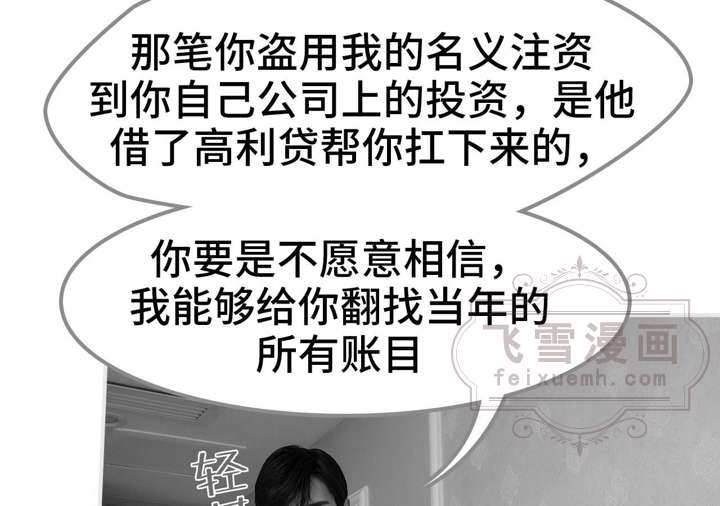 那笔你盗用我的名义注资
到你自己公司上的投资，是他
借了高利贷帮你扛下来的，
你要是不愿意相信，
我能够给你翻找当年的
所有账目
飞雪漫画
feixuemh.com
轻